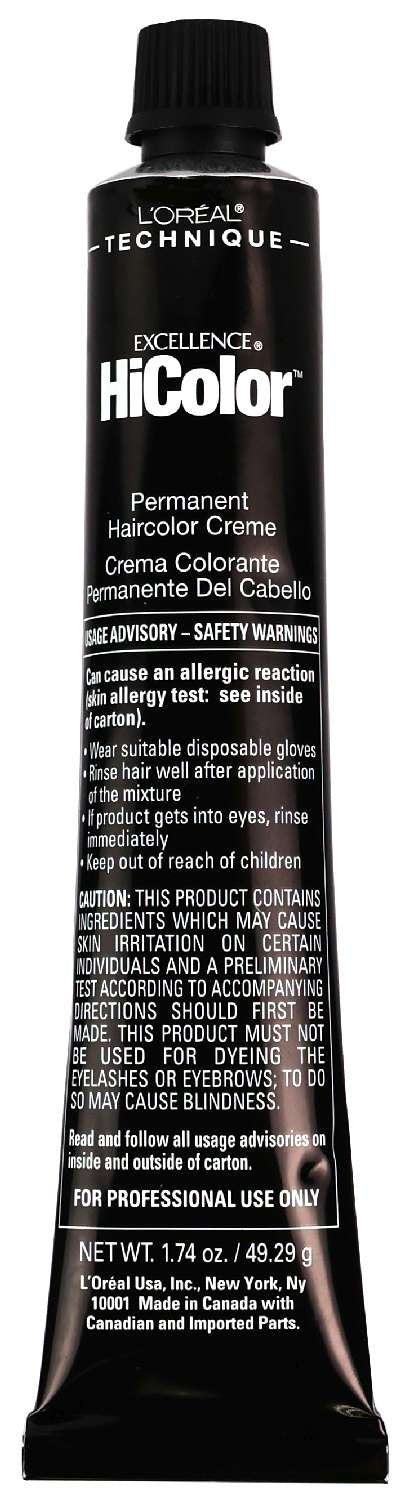 L'ORÉAL®
TECHNIQUE
EXCELLENCE®
HiColor™
Permanent
Haircolor Creme
Crema Colorante
Permanente Del Cabello
USAGE ADVISORY – SAFETY WARNINGS
Can cause an allergic reaction
(skin allergy test: see inside
of carton).
• Wear suitable disposable gloves
• Rinse hair well after application
of the mixture
• If product gets into eyes, rinse
immediately
• Keep out of reach of children
CAUTION: THIS PRODUCT CONTAINS
INGREDIENTS WHICH MAY CAUSE
SKIN IRRITATION ON CERTAIN
INDIVIDUALS AND A PRELIMINARY
TEST ACCORDING TO ACCOMPANYING
DIRECTIONS SHOULD FIRST BE
MADE. THIS PRODUCT MUST NOT
BE USED FOR DYEING THE
EYELASHES OR EYEBROWS; TO DO
SO MAY CAUSE BLINDNESS.
Read and follow all usage advisories on
inside and outside of carton.
FOR PROFESSIONAL USE ONLY
NET WT. 1.74 oz. / 49.29 g
L'Oréal Usa, Inc., New York, Ny
10001 Made in Canada with
Canadian and Imported Parts.